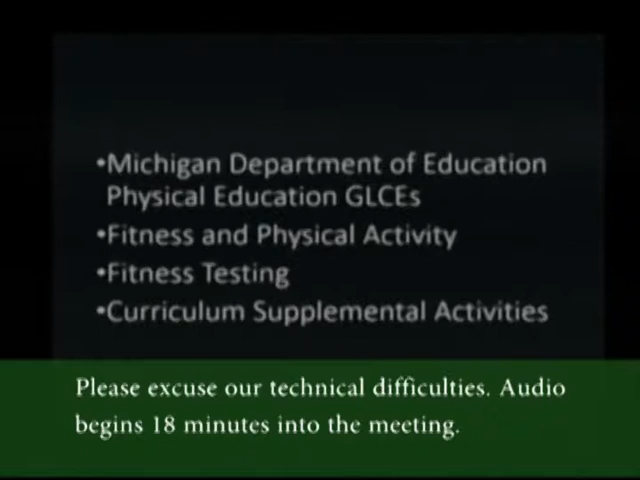 •Michigan Department of Education
Physical Education GLCEs
•Fitness and Physical Activity
•Fitness Testing
•Curriculum Supplemental Activities
Please excuse our technical difficulties. Audio
begins 18 minutes into the meeting.